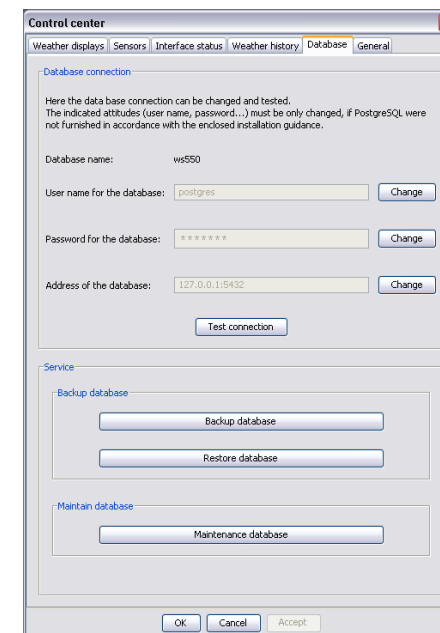 Control center
Weather displays Sensors Interface status Weather history Database General
Database connection
Here the data base connection can be changed and tested.
The indicated attitudes (user name, password...) must be only changed, if PostgreSQL were
not furnished in accordance with the enclosed installation guidance.
Database name: ws550
User name for the database: postgres Change
Password for the database: ******* Change
Address of the database: 127.0.0.1:5432 Change
Test connection
Service
Backup database
Backup database
Restore database
Maintain database
Maintenance database
OK Cancel Accept